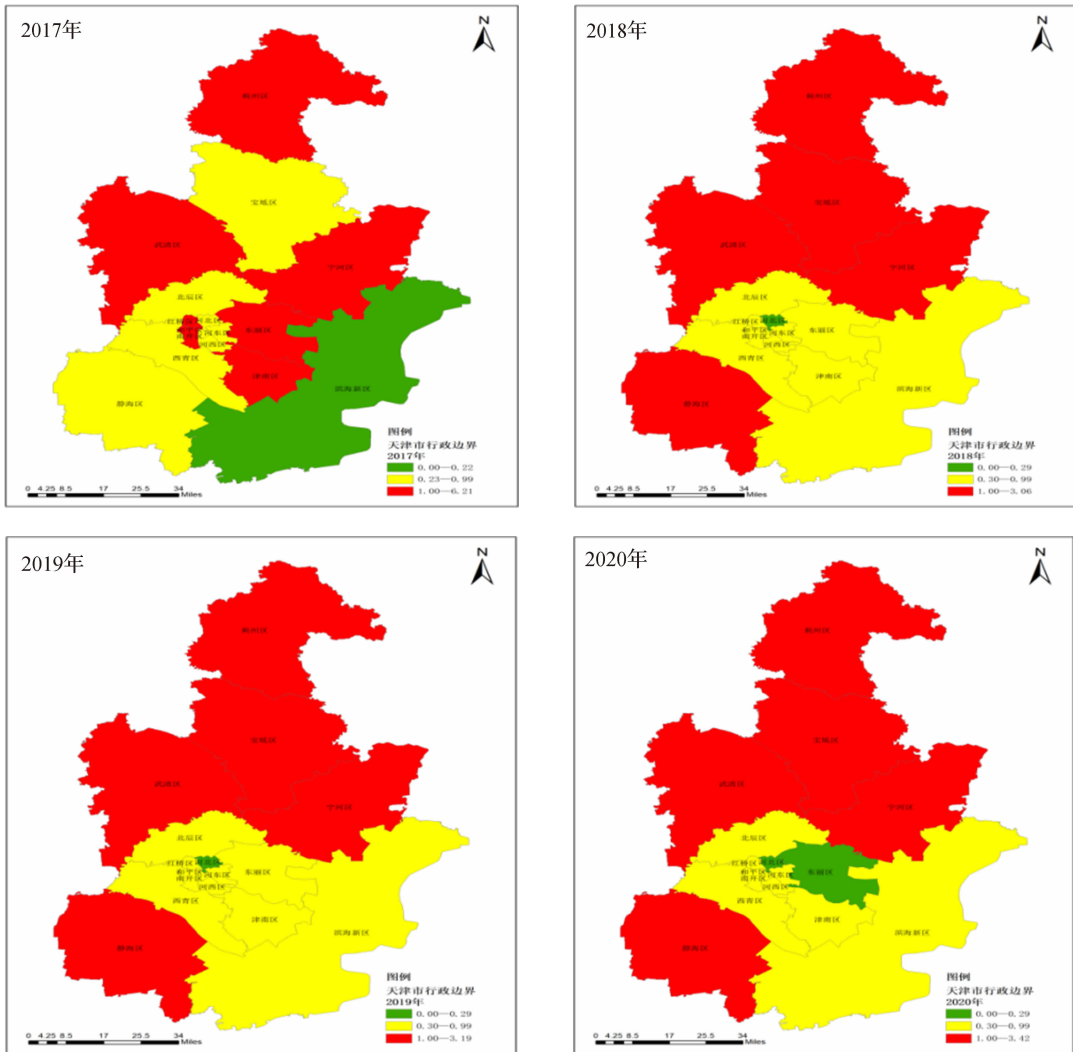 2017年
N
蓟州区
宝坻区
武清区
宁河区
北辰区
红桥区 河北区
和平区 河东区 东丽区
南开区
河西区
西青区
津南区
静海区
滨海新区
图例
天津市行政边界
2017年
0.00—0.22
0.23—0.99
1.00—6.21
0 4.25 8.5 17 25.5 34
Miles
2018年
N
蓟州区
宝坻区
武清区
宁河区
北辰区
红桥区 河北区
和平区 河东区 东丽区
南开区
河西区
西青区
津南区
静海区
滨海新区
图例
天津市行政边界
2018年
0.00—0.29
0.30—0.99
1.00—3.06
0 4.25 8.5 17 25.5 34
Miles
2019年
N
蓟州区
宝坻区
武清区
宁河区
北辰区
红桥区 河北区
和平区 河东区 东丽区
南开区
河西区
西青区
津南区
静海区
滨海新区
图例
天津市行政边界
2019年
0.00—0.29
0.30—0.99
1.00—3.19
0 4.25 8.5 17 25.5 34
Miles
2020年
N
蓟州区
宝坻区
武清区
宁河区
北辰区
红桥区 河北区
和平区 河东区 东丽区
南开区
河西区
西青区
津南区
静海区
滨海新区
图例
天津市行政边界
2020年
0.00—0.29
0.30—0.99
1.00—3.42
0 4.25 8.5 17 25.5 34
Miles